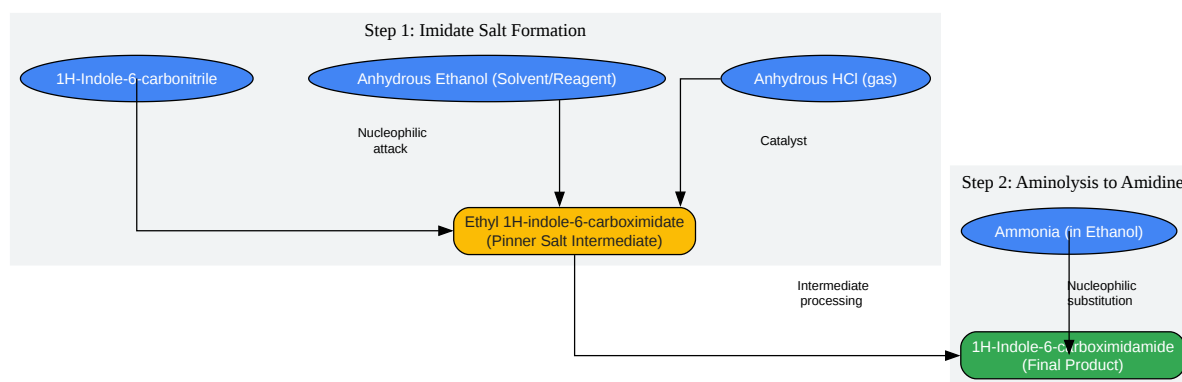 Step 1: Imidate Salt Formation
1H-Indole-6-carbonitrile
Anhydrous Ethanol (Solvent/Reagent)
Anhydrous HCl (gas)
Nucleophilic
attack
Catalyst
Ethyl 1H-indole-6-carboximidate
(Pinner Salt Intermediate)
Step 2: Aminolysis to Amidine
Ammonia (in Ethanol)
Intermediate
processing
Nucleophilic
substitution
1H-Indole-6-carboximidamide
(Final Product)